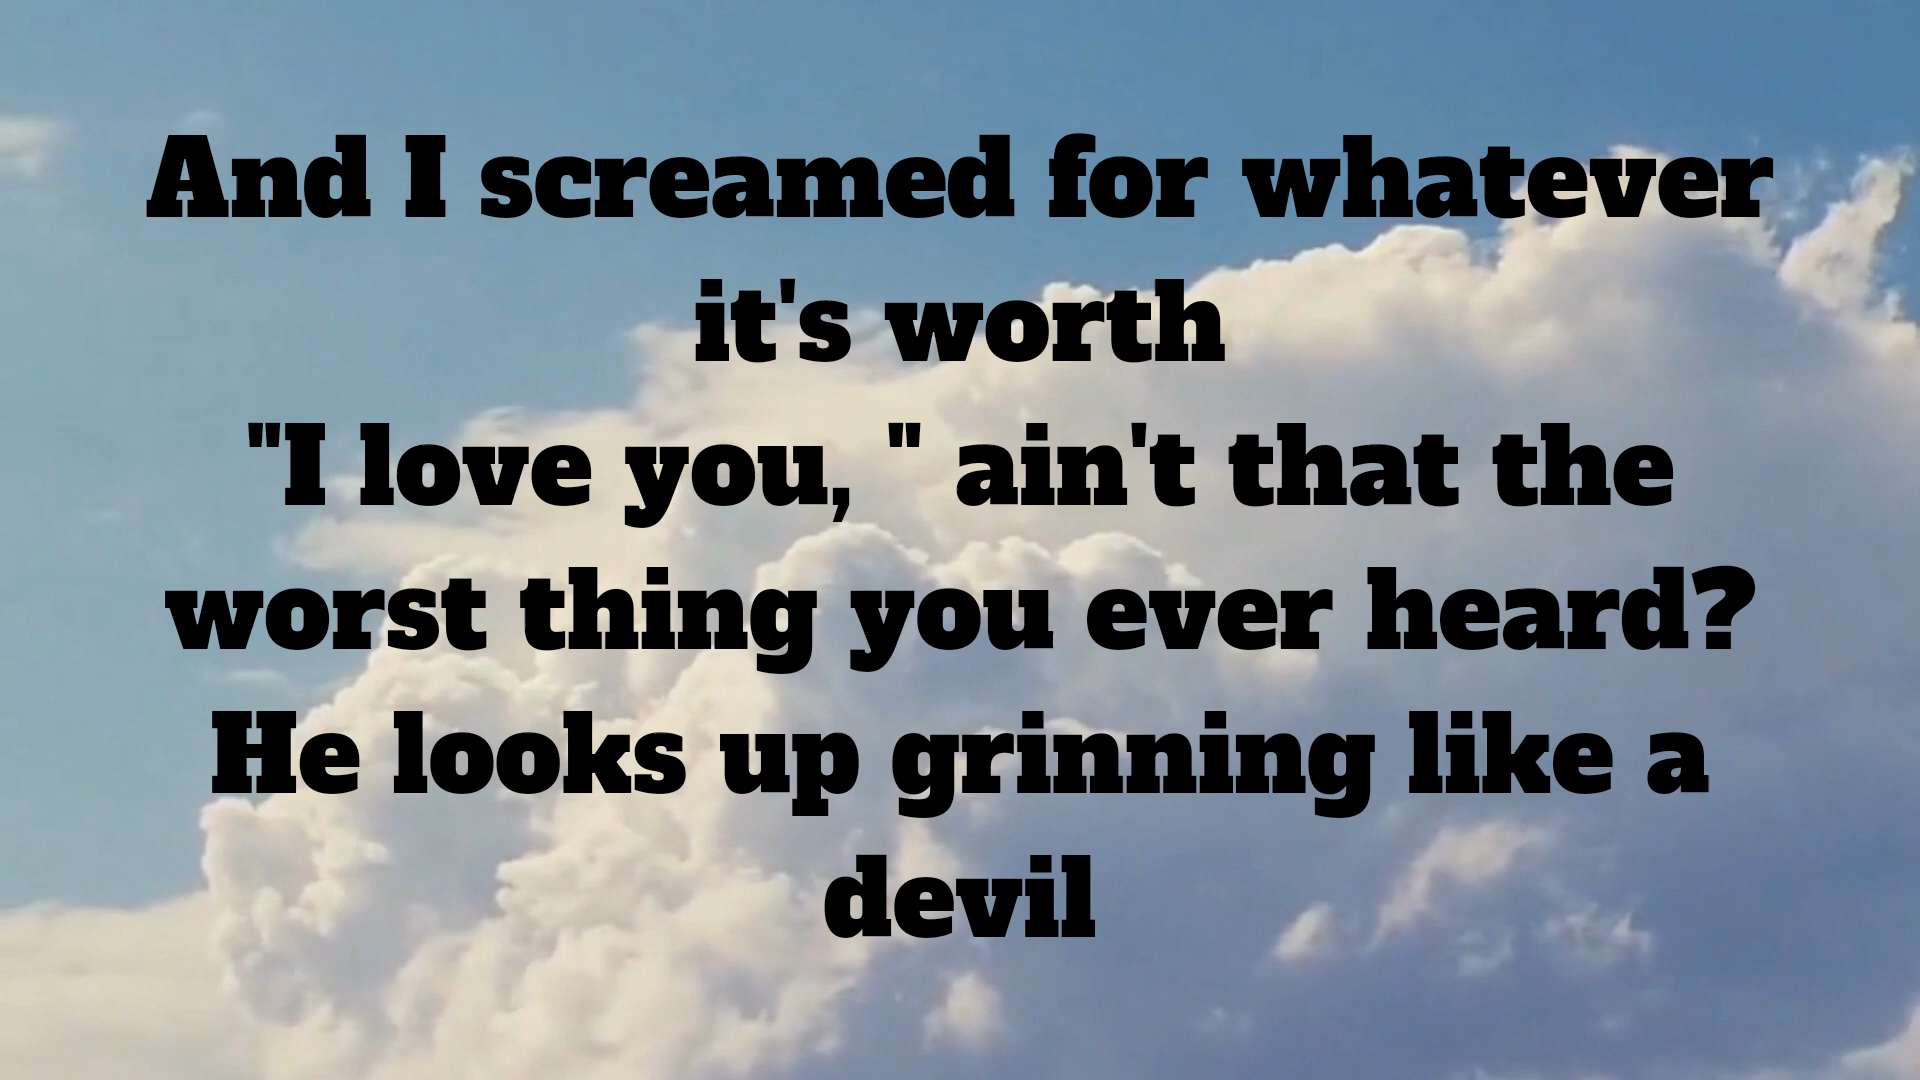 And I screamed for whatever
it's worth
"I love you, " ain't that the
worst thing you ever heard?
He looks up grinning like a
devil